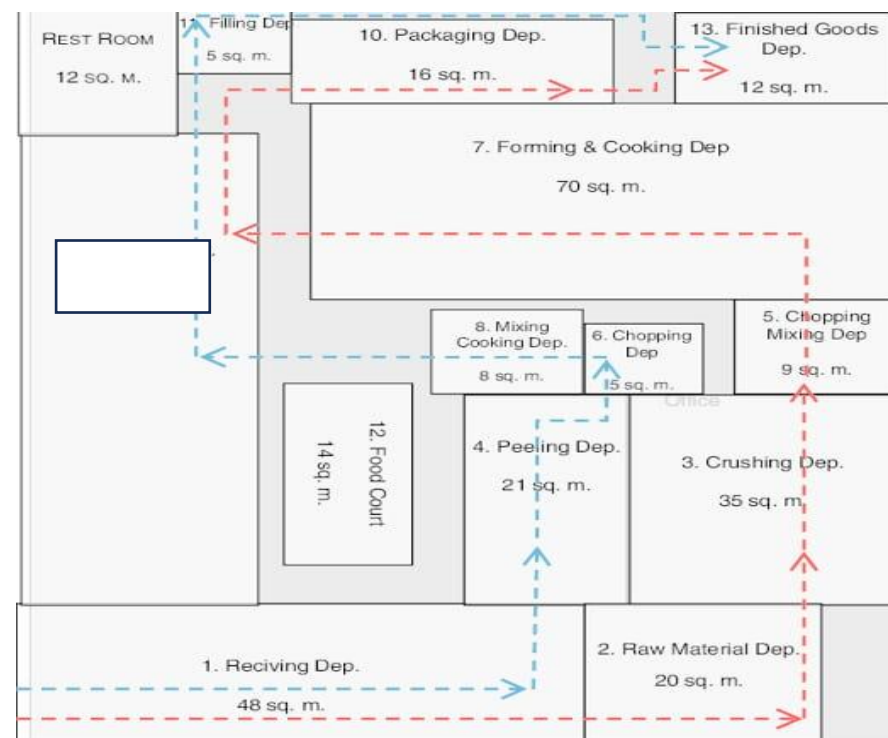 REST ROOM
12 SQ. M.
11. Filling Dep
5 sq. m.
10. Packaging Dep.
16 sq. m.
13. Finished Goods
Dep.
12 sq. m.
7. Forming & Cooking Dep
70 sq. m.
8. Mixing
Cooking Dep.
8 sq. m.
6. Chopping
Dep
5 sq. m.
5. Chopping
Mixing Dep
9 sq. m.
Office
12. Food Court
14 sq. m.
4. Peeling Dep.
21 sq. m.
3. Crushing Dep.
35 sq. m
1. Reciving Dep.
48 sq. m.
2. Raw Material Dep.
20 sq. m.